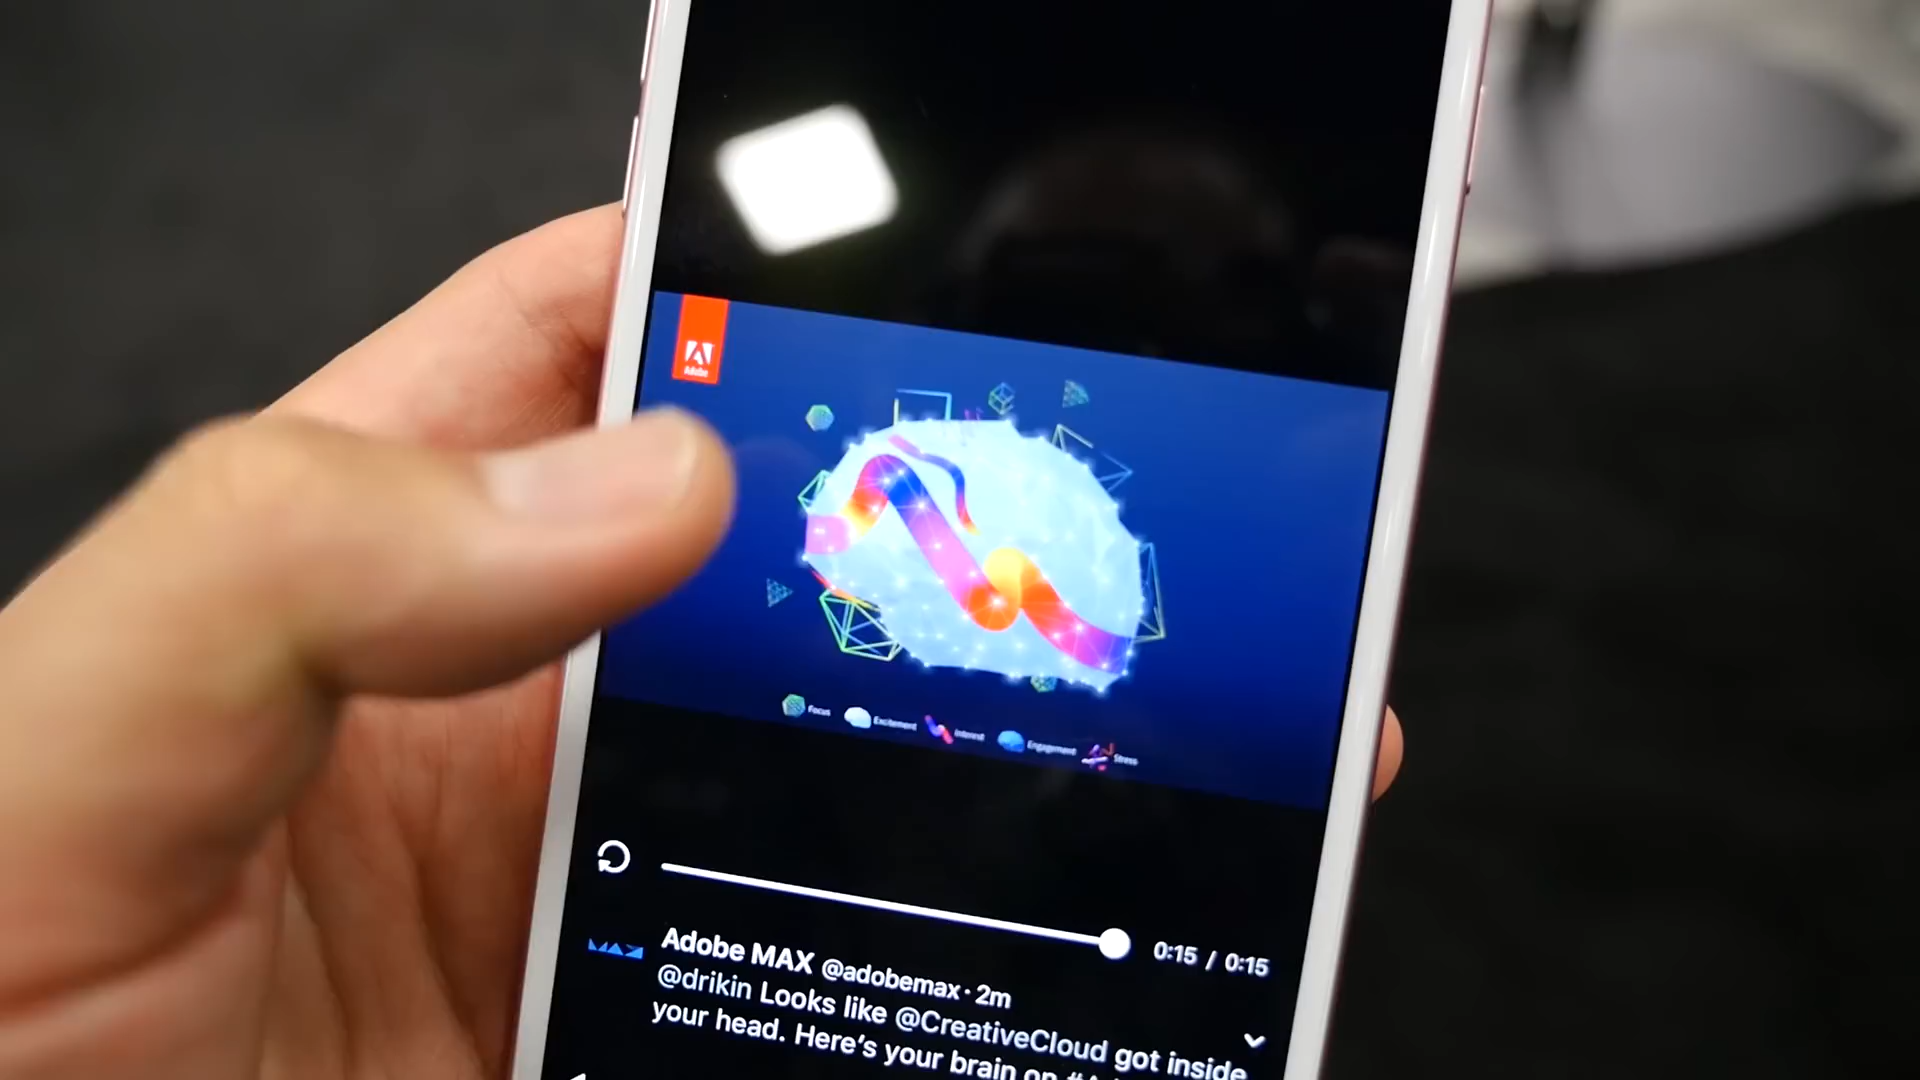 Adobe
Focus Excitement Interest Engagement Stress
0:15 / 0:15
MAX
Adobe MAX @adobemax · 2m
@drikin Looks like @CreativeCloud got inside
your head. Here's your brain on